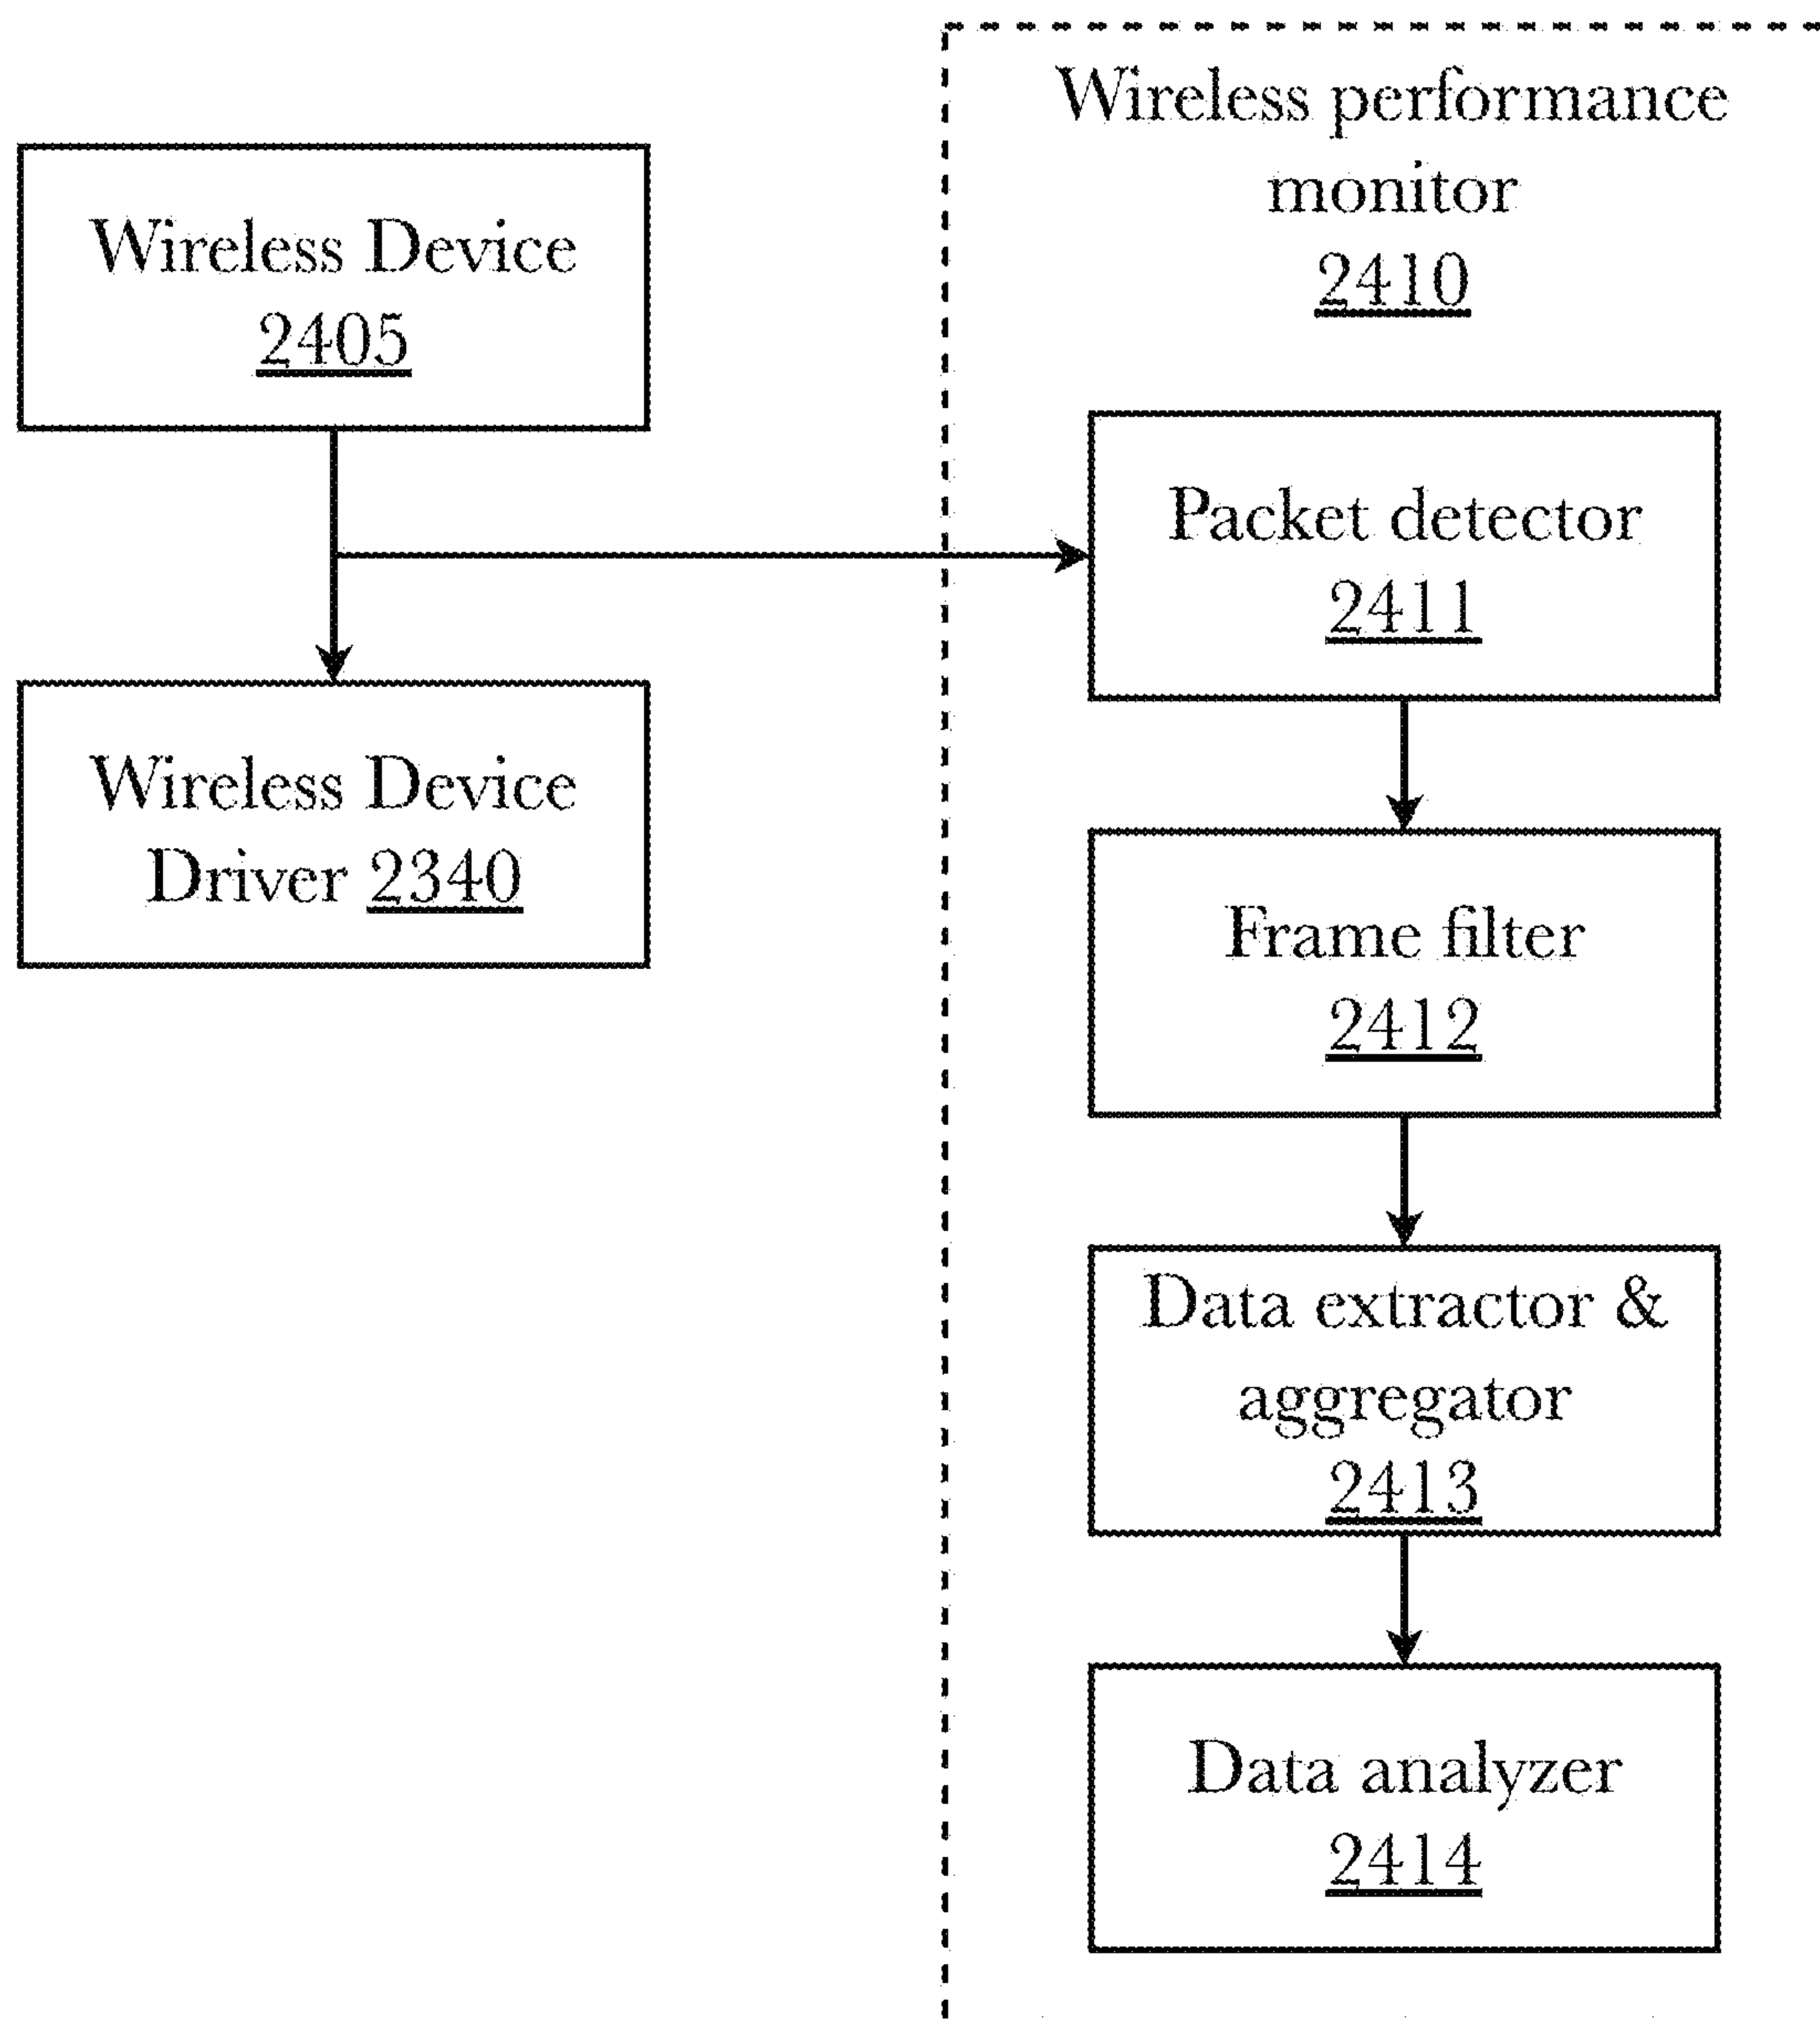 Wireless Device
2405
Wireless Device
Driver 2340
Wireless performance
monitor
2410
Packet detector
2411
Frame filter
2412
Data extractor &
aggregator
2413
Data analyzer
2414